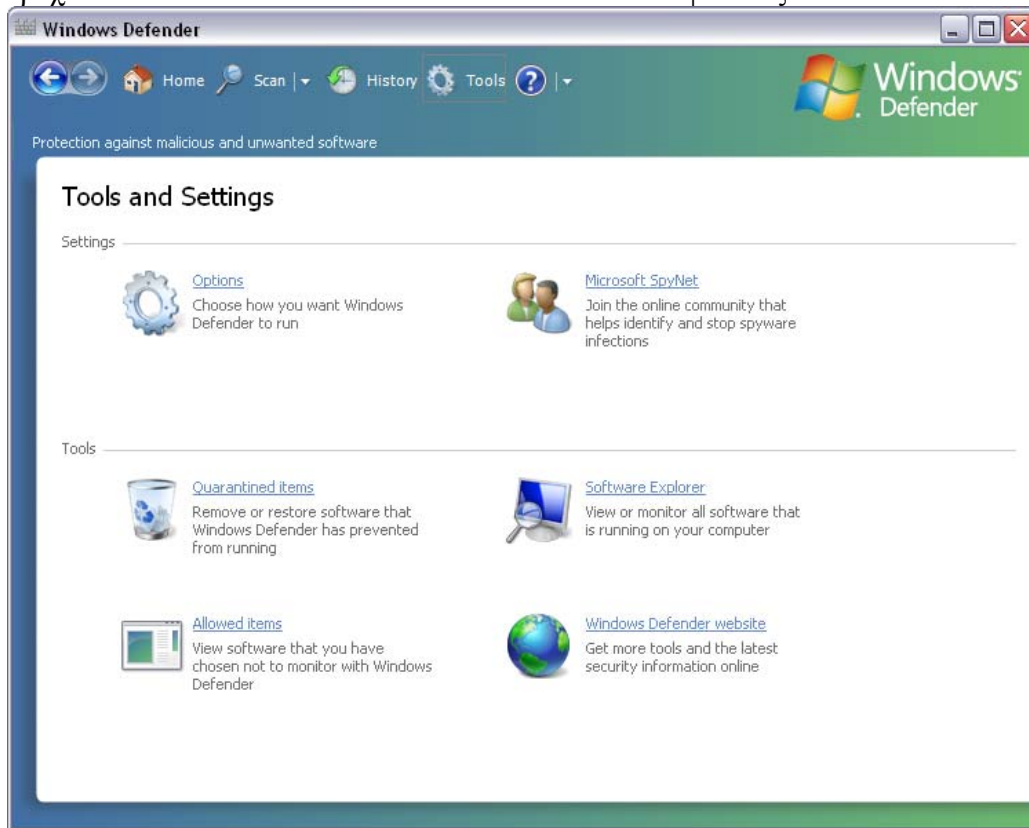 Windows Defender
Home Scan History Tools ?
Windows
Defender
Protection against malicious and unwanted software
Tools and Settings
Settings
Options
Choose how you want Windows
Defender to run
Microsoft SpyNet
Join the online community that
helps identify and stop spyware
infections
Tools
Quarantined items
Remove or restore software that
Windows Defender has prevented
from running
Software Explorer
View or monitor all software that
is running on your computer
Allowed items
View software that you have
chosen not to monitor with Windows
Defender
Windows Defender website
Get more tools and the latest
security information online